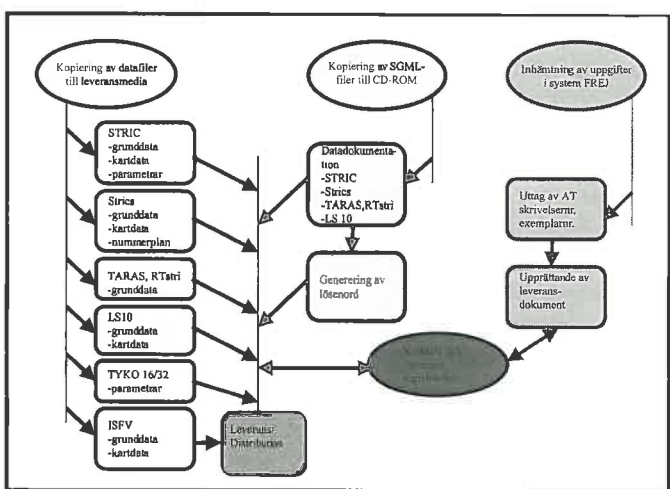 Kopiering av datafiler
till leveransmedia
Kopiering av SGML-
filer till CD-ROM
Inhämtning av uppgifter
i system FREJ
STRIC
-grunddata
-kartdata
-parametrar
Strics
-grunddata
-kartdata
-nummerplan
TARAS, RTstri
-grunddata
LS10
-grunddata
-kartdata
TYKO 16/32
-parametrar
ISFV
-grunddata
-kartdata
Datadokumenta-
tion
-STRIC
-Strics
-TARAS,RTstri
-LS 10
Generering av
lösenord
Uttag av AT
skrivelsernr,
exemplarnr.
Upprättande av
leverans-
dokument
Leverans/
Distribution